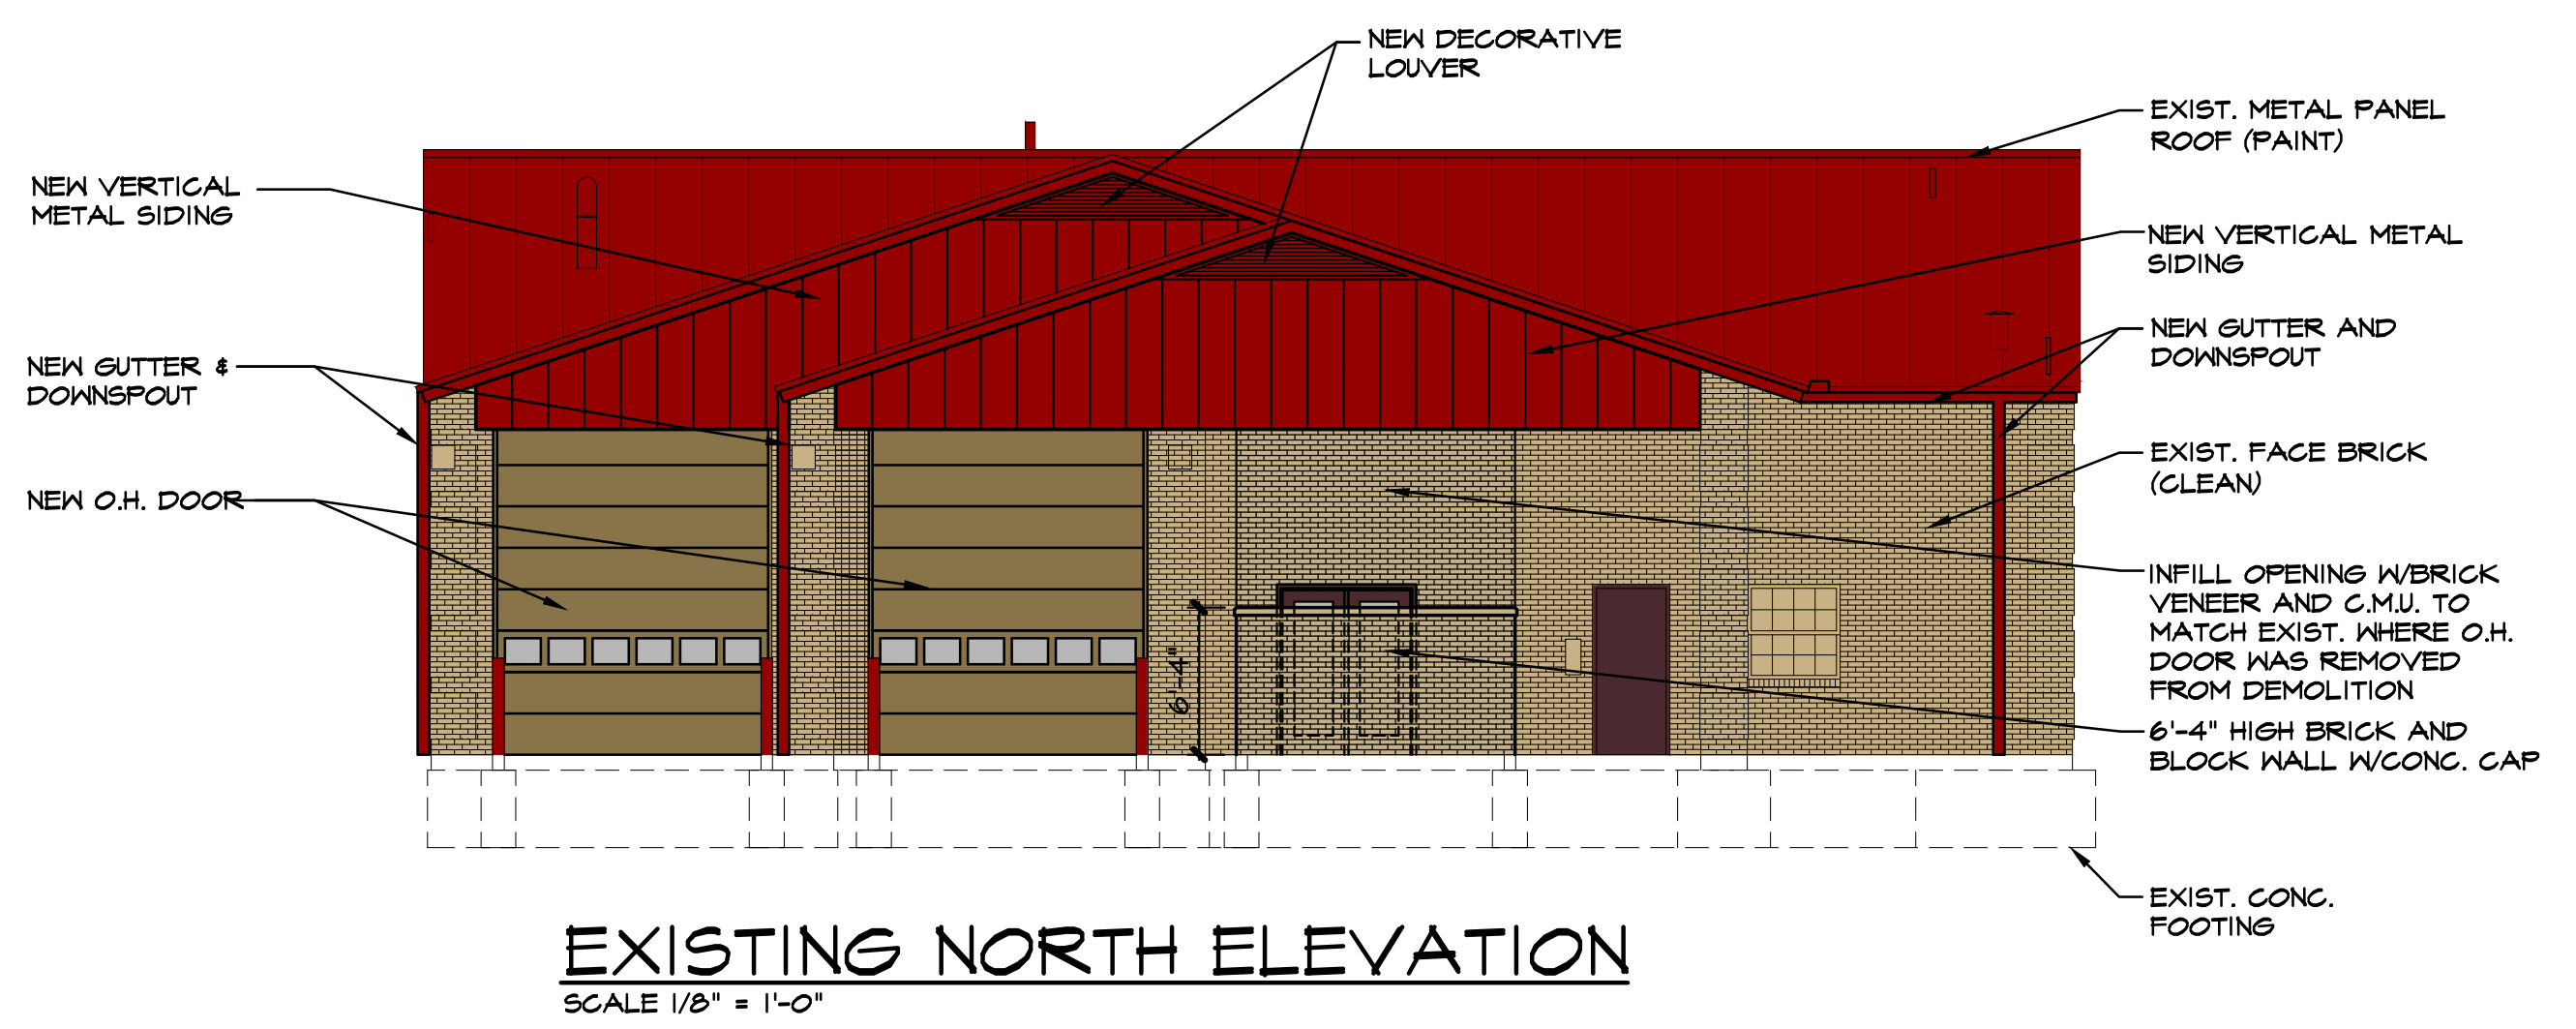 NEW DECORATIVE
LOUVER
EXIST. METAL PANEL
ROOF (PAINT)
NEW VERTICAL
METAL SIDING
NEW VERTICAL METAL
SIDING
NEW GUTTER AND
DOWNSPOUT
NEW GUTTER &
DOWNSPOUT
EXIST. FACE BRICK
(CLEAN)
NEW O.H. DOOR
INFILL OPENING W/BRICK
VENEER AND C.M.U. TO
MATCH EXIST. WHERE O.H.
DOOR WAS REMOVED
FROM DEMOLITION
6'-4"
6'-4" HIGH BRICK AND
BLOCK WALL W/CONC. CAP
EXIST. CONC.
FOOTING
EXISTING NORTH ELEVATION
SCALE 1/8" = 1'-0"